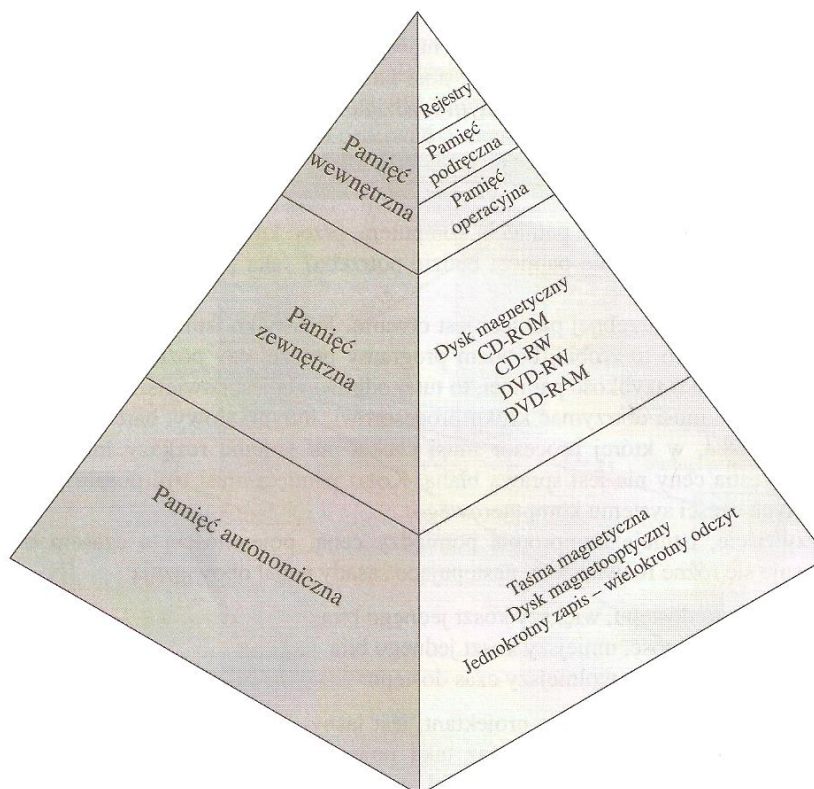 Rejestry
Pamięć
podręczna
Pamięć
operacyjna
Pamięć
wewnętrzna
Dysk magnetyczny
CD-ROM
CD-RW
DVD-RW
DVD-RAM
Pamięć
zewnętrzna
Taśma magnetyczna
Dysk magnetooptyczny
Jednokrotny zapis – wielokrotny odczyt
Pamięć autonomiczna